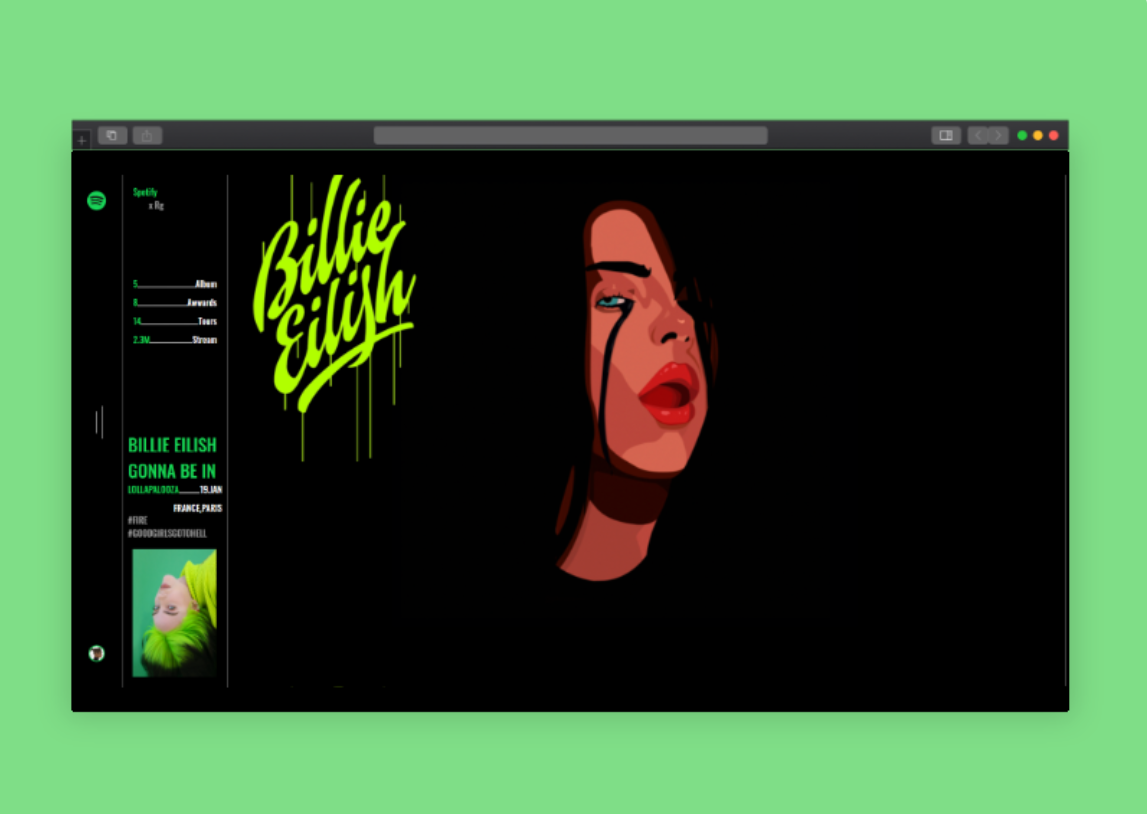 Spotify
x Rg
5 Album
8 Awwards
14 Tours
2.3M Stream
BILLIE EILISH
GONNA BE IN
LOLLAPALOOZA 19.JAN
FRANCE,PARIS
#FIRE
#GOODGIRLSGOTOHELL
Billie
Eilish